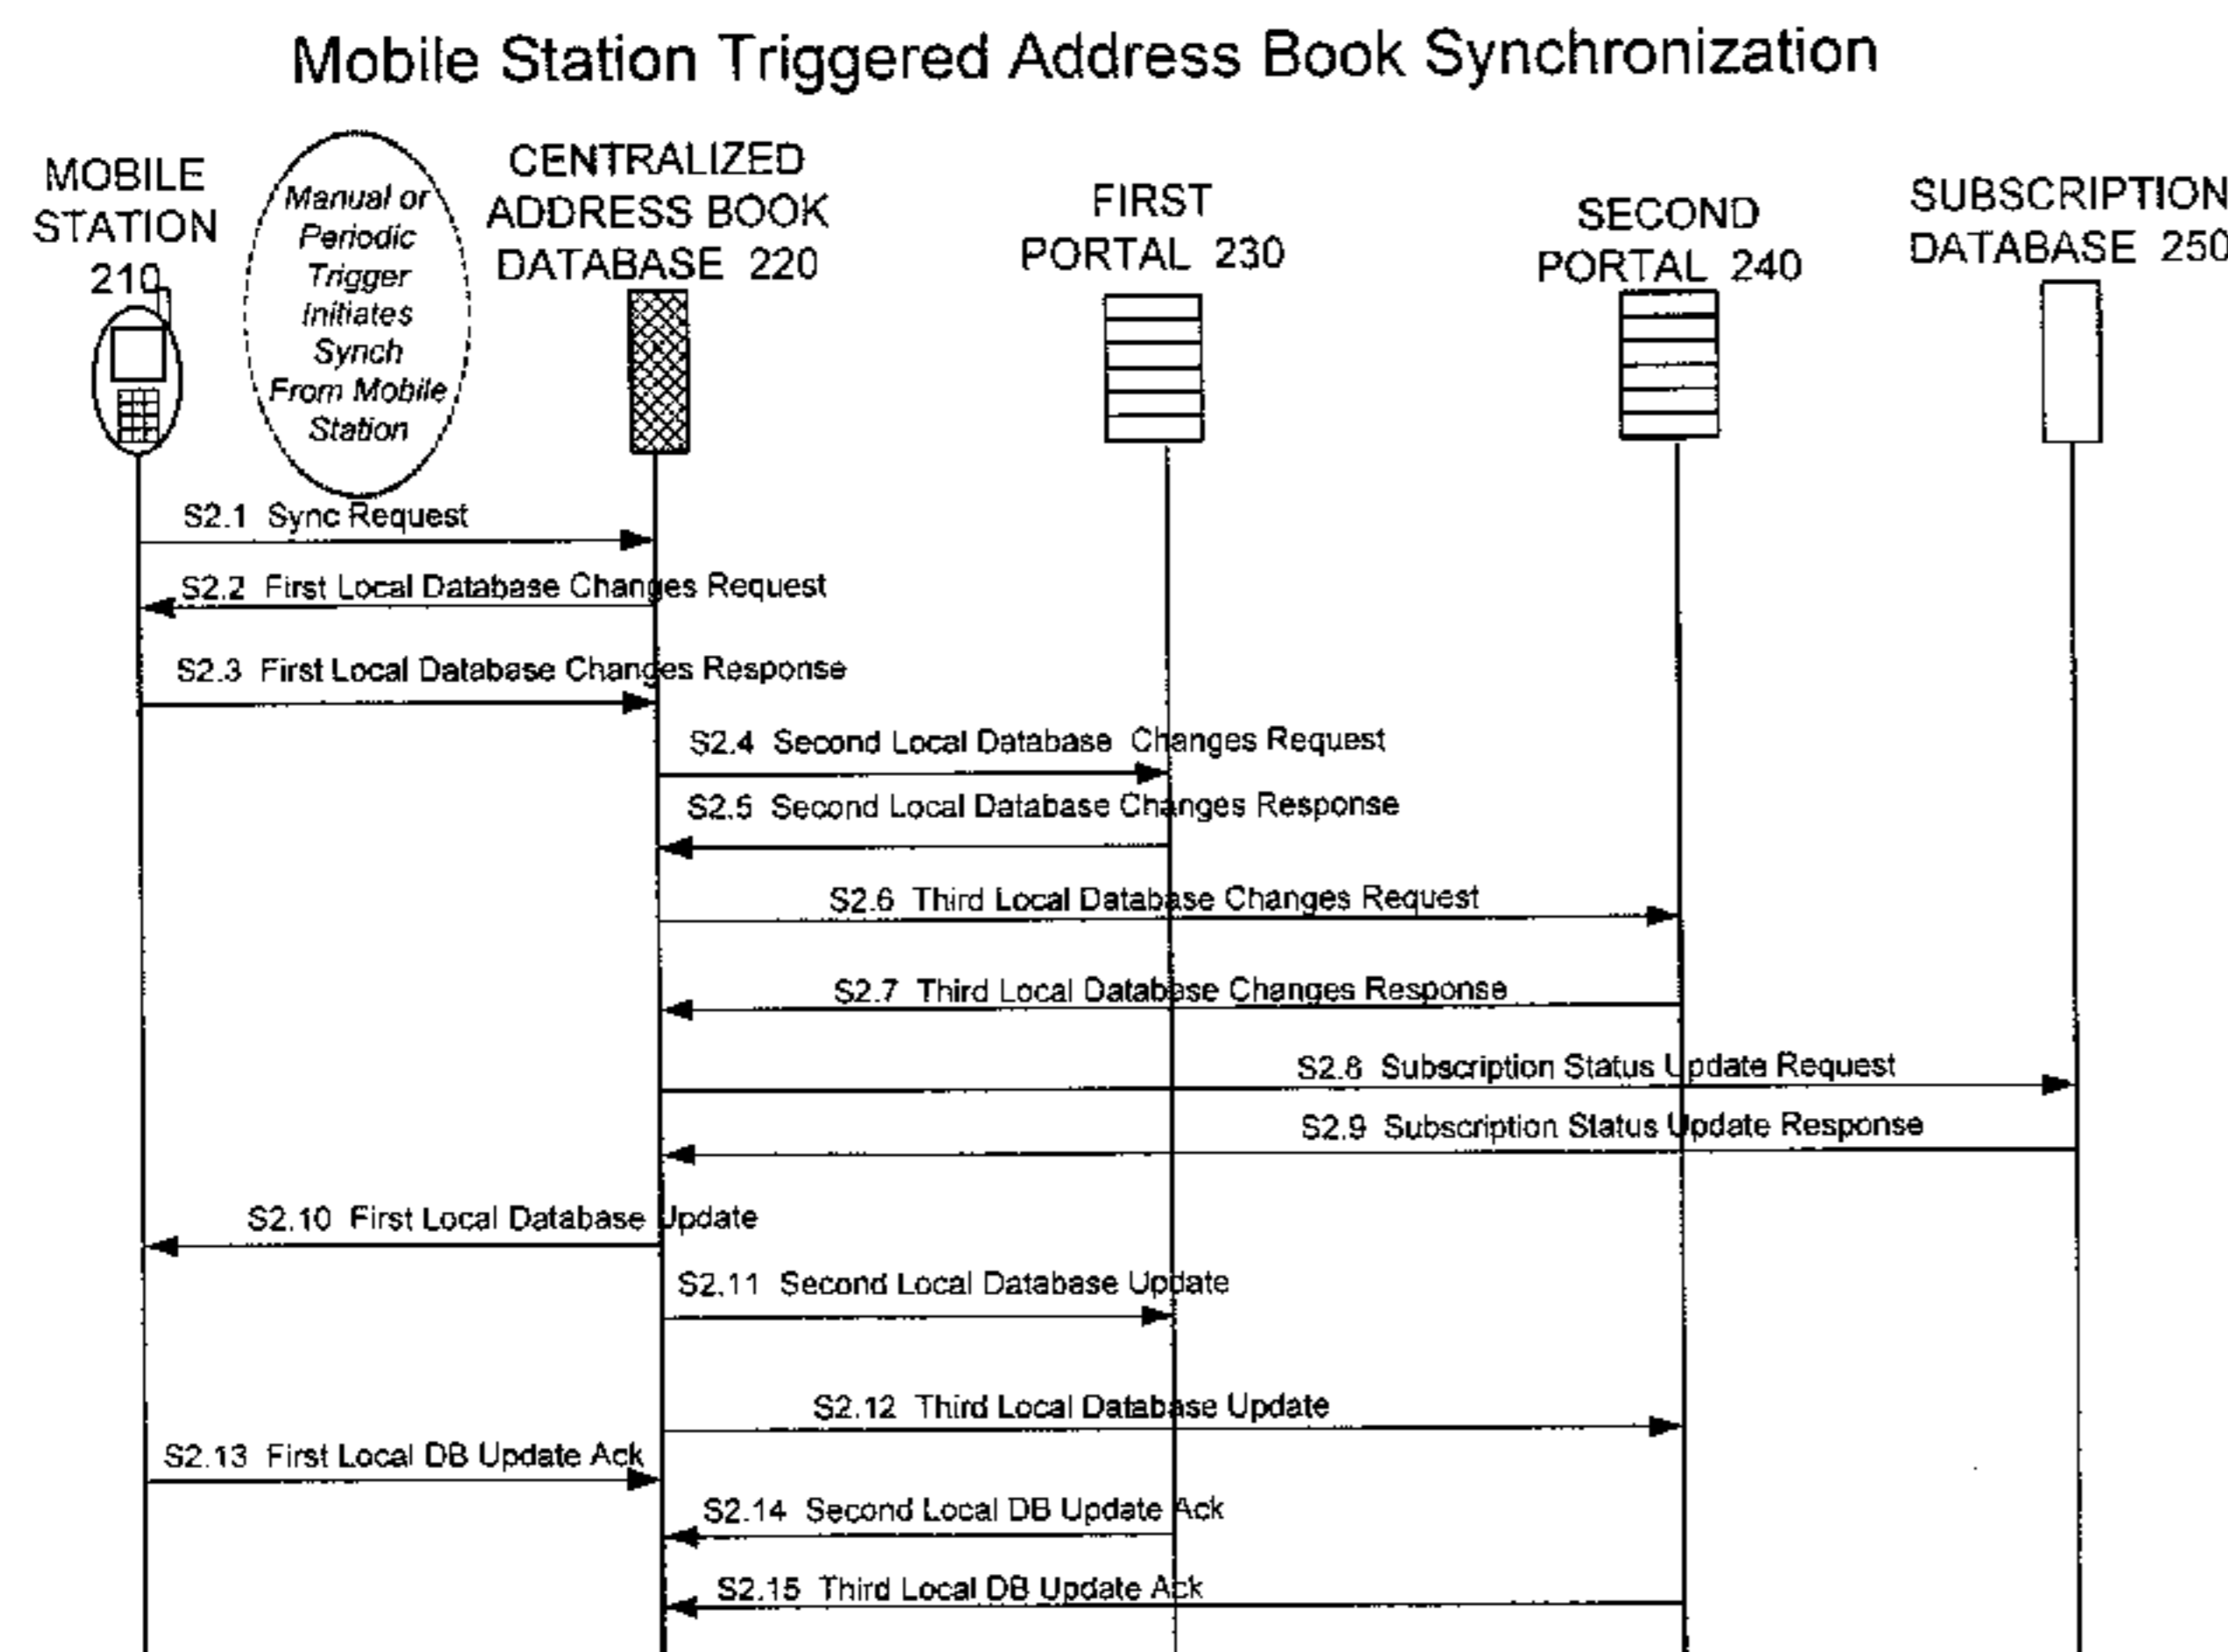 Mobile Station Triggered Address Book Synchronization
MOBILE
STATION
210
Manual or
Periodic
Trigger
Initiates
Synch
From Mobile
Station
CENTRALIZED
ADDRESS BOOK
DATABASE 220
FIRST
PORTAL 230
SECOND
PORTAL 240
SUBSCRIPTION
DATABASE 250
S2.1 Sync Request
S2.2 First Local Database Changes Request
S2.3 First Local Database Changes Response
S2.4 Second Local Database Changes Request
S2.5 Second Local Database Changes Response
S2.6 Third Local Database Changes Request
S2.7 Third Local Database Changes Response
S2.8 Subscription Status Update Request
S2.9 Subscription Status Update Response
S2.10 First Local Database Update
S2.11 Second Local Database Update
S2.12 Third Local Database Update
S2.13 First Local DB Update Ack
S2.14 Second Local DB Update Ack
S2.15 Third Local DB Update Ack